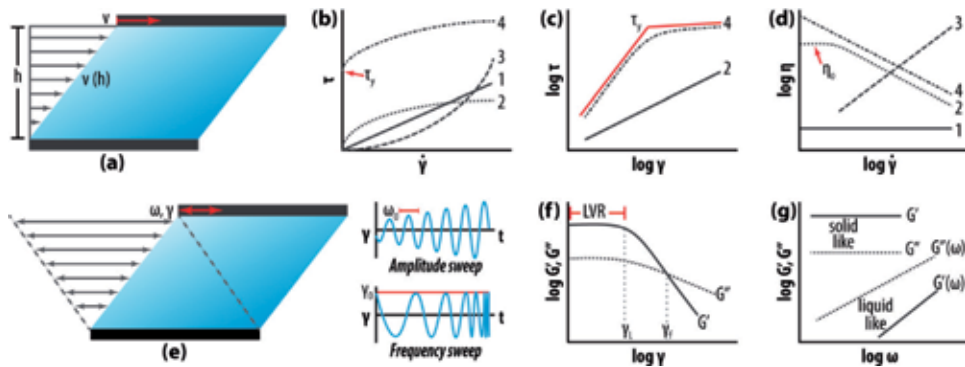 v
h
v (h)
(a)
(b)
τ
τy
4
3
1
2
γ̇
(c)
log τ
τy
4
2
log γ
(d)
log η
ηo
3
4
2
1
log γ̇
ω, γ
(e)
ω0
γ
t
Amplitude sweep
γ0
γ
t
Frequency sweep
(f)
LVR
log G', G''
G''
G'
γL
γf
log γ
(g)
log G', G''
G'
solid
like
G''
G''(ω)
G'(ω)
liquid
like
log ω